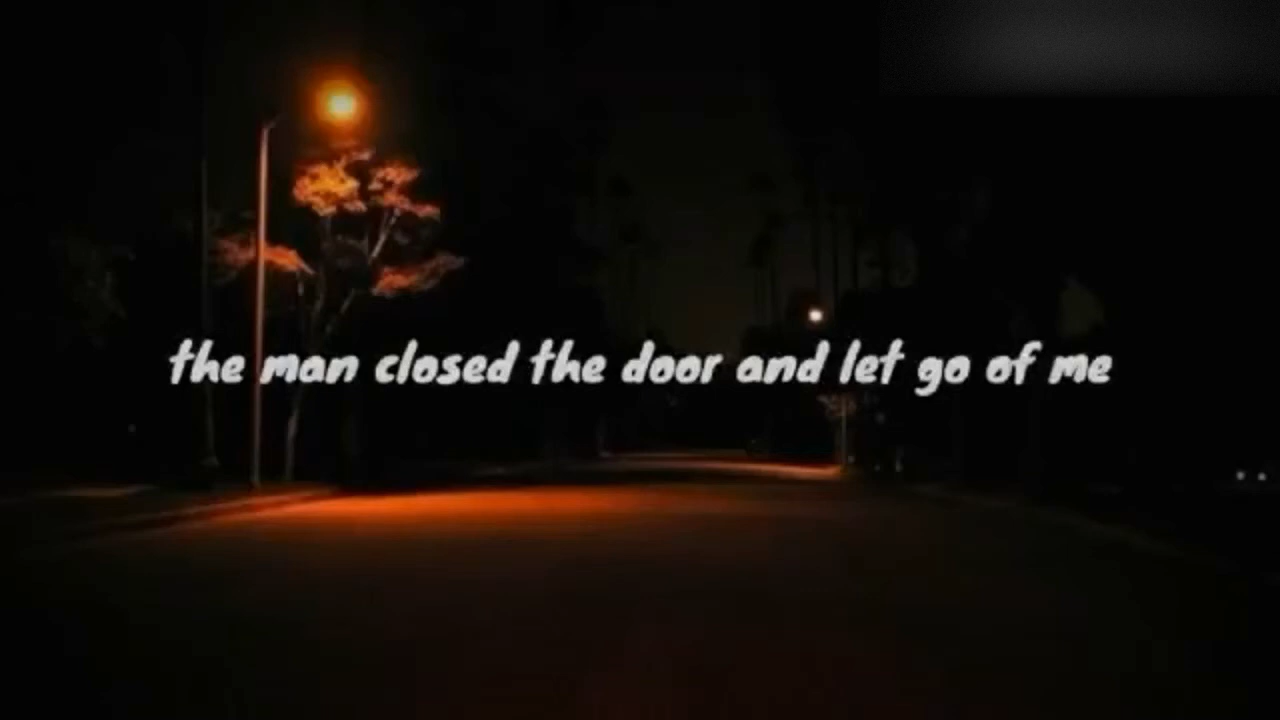 the man closed the door and let go of me